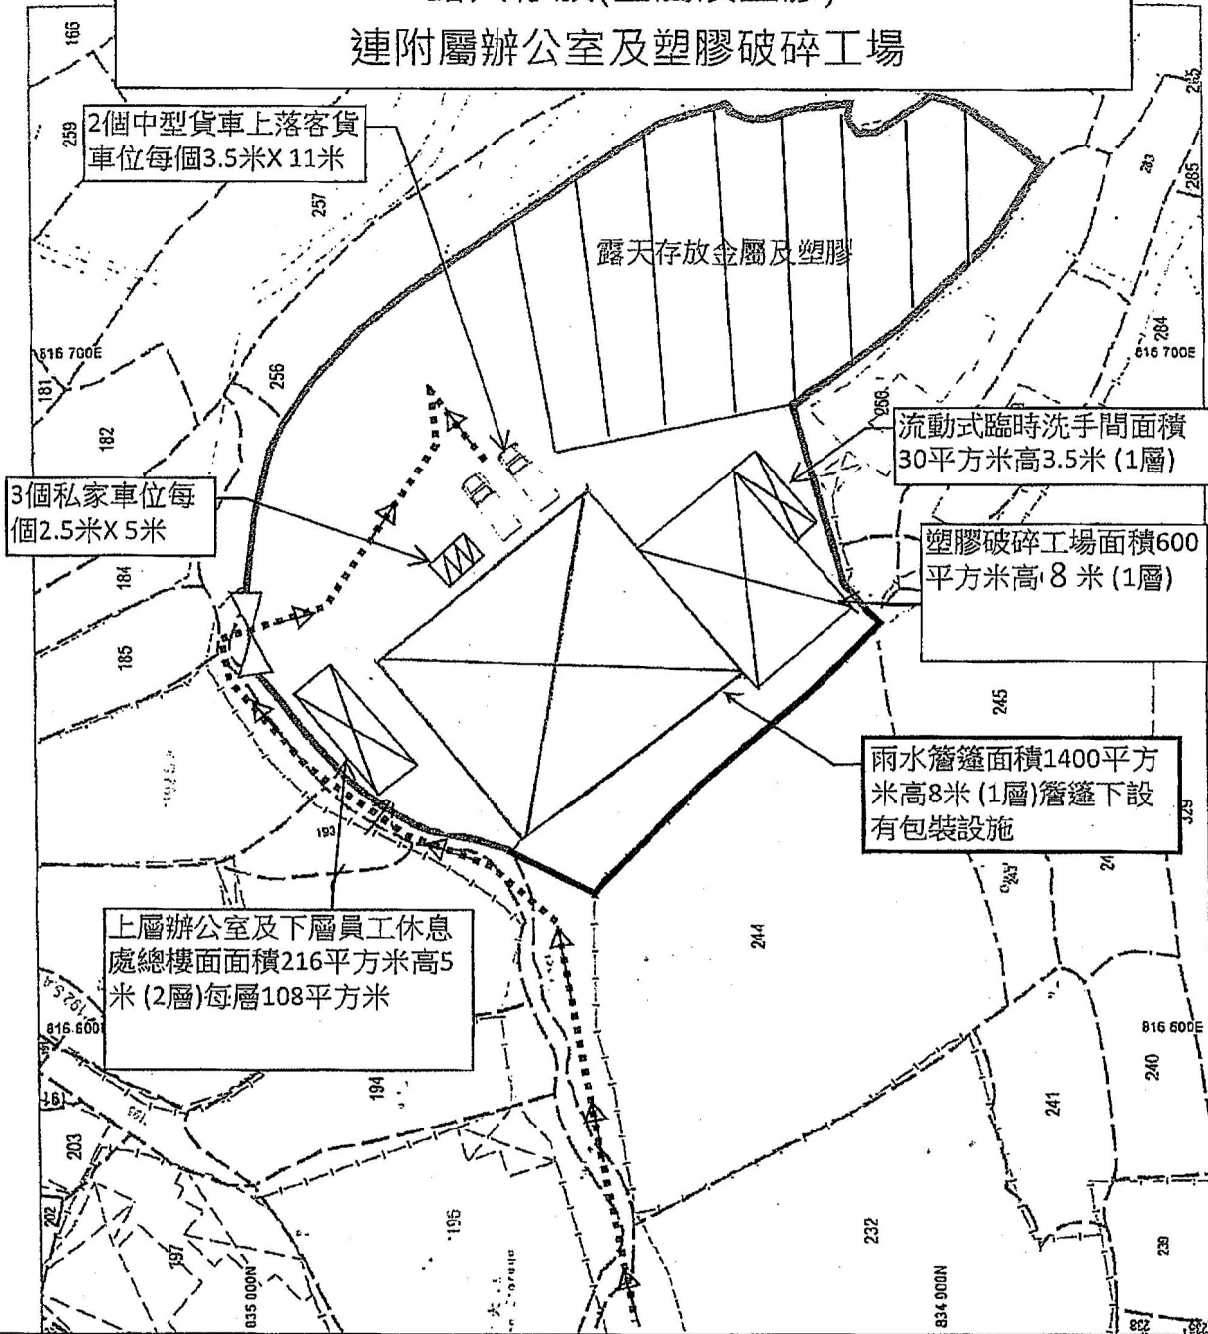 連附屬辦公室及塑膠破碎工場
166
259
2個中型貨車上落客貨
車位每個3.5米X 11米
257
283
285
露天存放金屬及塑膠
816 700E
181
182
256
284
816 700E
260
流動式臨時洗手間面積
30平方米高3.5米 (1層)
3個私家車位每
個2.5米X 5米
塑膠破碎工場面積600
平方米高 8 米 (1層)
184
185
245
雨水簷篷面積1400平方
米高8米 (1層)簷篷下設
有包裝設施
329
193
244
上層辦公室及下層員工休息
處總樓面面積216平方米高5
米 (2層)每層108平方米
192 S.A
816 600E
240
241
194
191
193
203
202
197
196
232
239
835 000N
834 900N
238